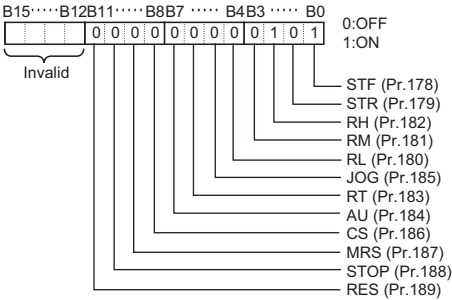 B15·····B12B11·····B8B7·····B4B3·····B0
0 0 0 0 0 0 0 0 0 1 0 1
0:OFF
1:ON
Invalid
STF (Pr.178)
STR (Pr.179)
RH (Pr.182)
RM (Pr.181)
RL (Pr.180)
JOG (Pr.185)
RT (Pr.183)
AU (Pr.184)
CS (Pr.186)
MRS (Pr.187)
STOP (Pr.188)
RES (Pr.189)